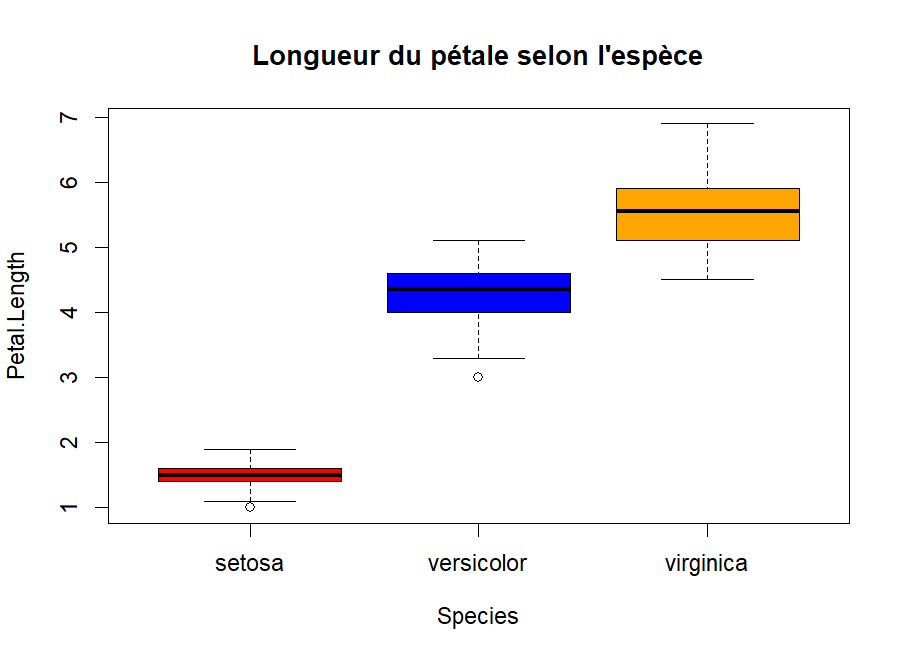 Longueur du pétale selon l'espèce
Petal.Length
7
6
5
4
3
2
1
setosa versicolor virginica
Species